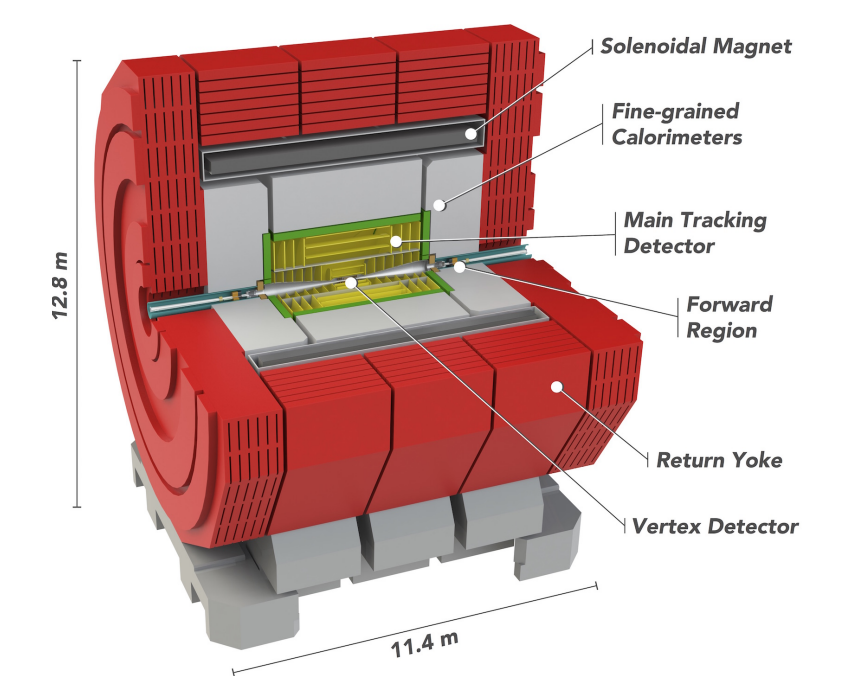 Solenoidal Magnet
Fine-grained
Calorimeters
Main Tracking
Detector
12.8 m
Forward
Region
Return Yoke
Vertex Detector
11.4 m